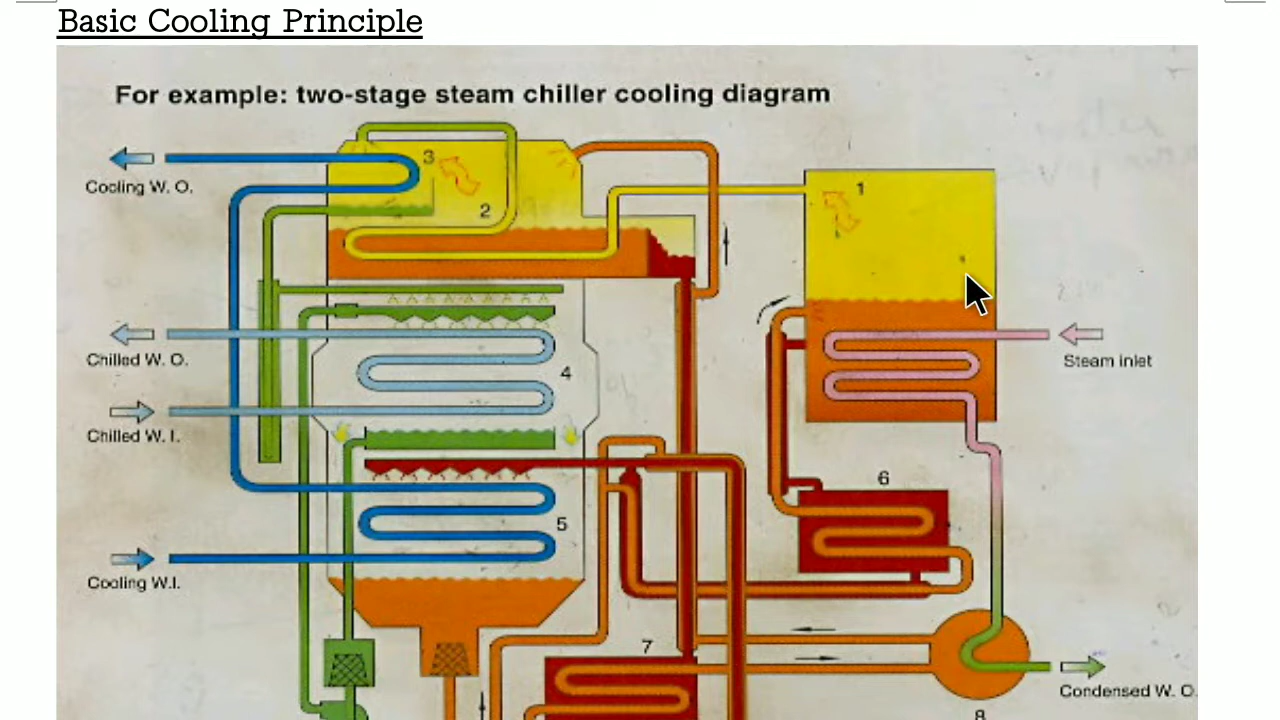 Basic Cooling Principle
For example: two-stage steam chiller cooling diagram
Cooling W. O.
3
2
1
Chilled W. O.
4
Steam inlet
Chilled W. I.
6
5
Cooling W.I.
7
Condensed W. O.
8